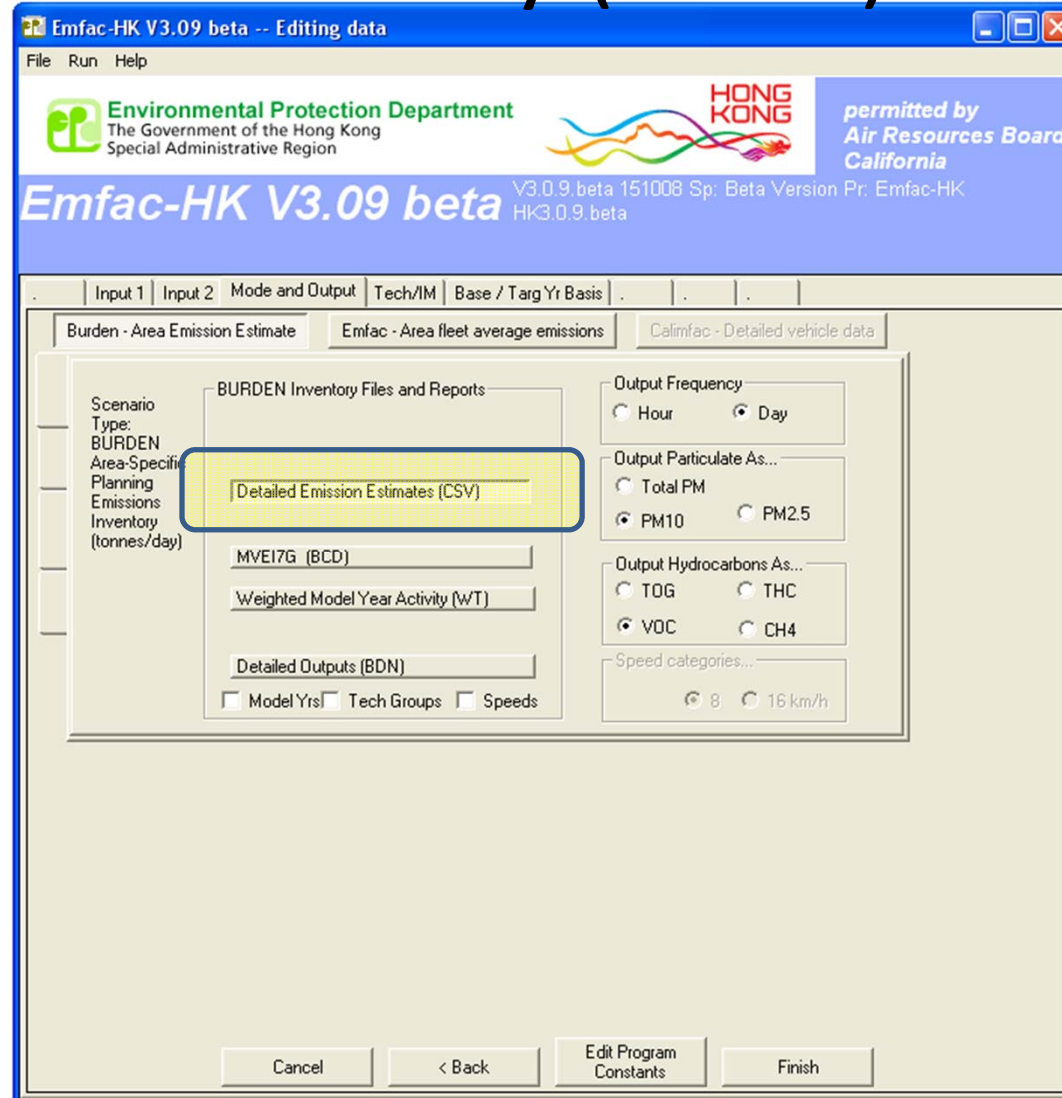 Emfac-HK V3.09 beta -- Editing data
File Run Help
Environmental Protection Department
The Government of the Hong Kong
Special Administrative Region
HONG
KONG
permitted by
Air Resources Board
California
Emfac-HK V3.09 beta
V3.0.9.beta 151008 Sp: Beta Version Pr: Emfac-HK
HK3.0.9.beta
. Input 1 Input 2 Mode and Output Tech/IM Base / Targ Yr Basis . . .
Burden - Area Emission Estimate Emfac - Area fleet average emissions Calimfac - Detailed vehicle data
Scenario
Type:
BURDEN
Area-Specific
Planning
Emissions
Inventory
(tonnes/day)
BURDEN Inventory Files and Reports
Detailed Emission Estimates (CSV)
MVEI7G (BCD)
Weighted Model Year Activity (WT)
Detailed Outputs (BDN)
Model Yrs Tech Groups Speeds
Output Frequency
Hour Day
Output Particulate As...
Total PM
PM10 PM2.5
Output Hydrocarbons As...
TOG THC
VOC CH4
Speed categories...
8 16 km/h
Cancel < Back Edit Program Constants Finish